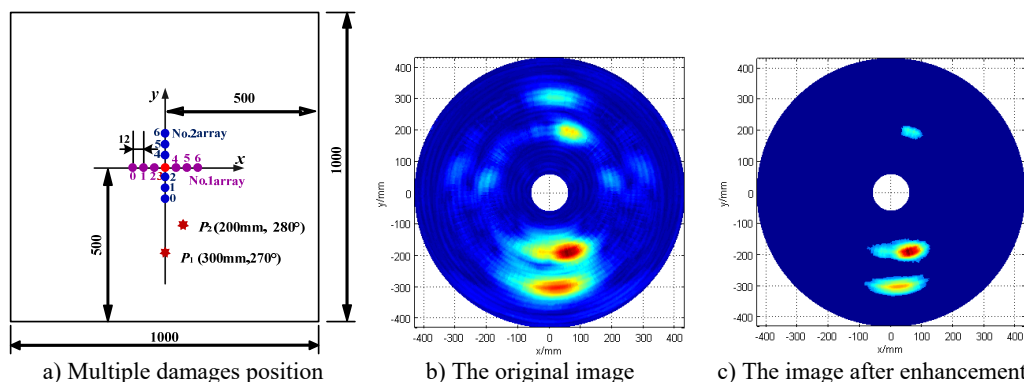 500
1000
y
6
No.2array
5
12
4
x
4 5 6
0 1 2 3
No.1array
2
1
0
P2 (200mm, 280°)
500
P1 (300mm,270°)
1000
a) Multiple damages position
400
300
200
100
0
-100
-200
-300
-400
y/mm
-400 -300 -200 -100 0 100 200 300 400
x/mm
b) The original image
400
300
200
100
0
-100
-200
-300
-400
y/mm
-400 -300 -200 -100 0 100 200 300 400
x/mm
c) The image after enhancement